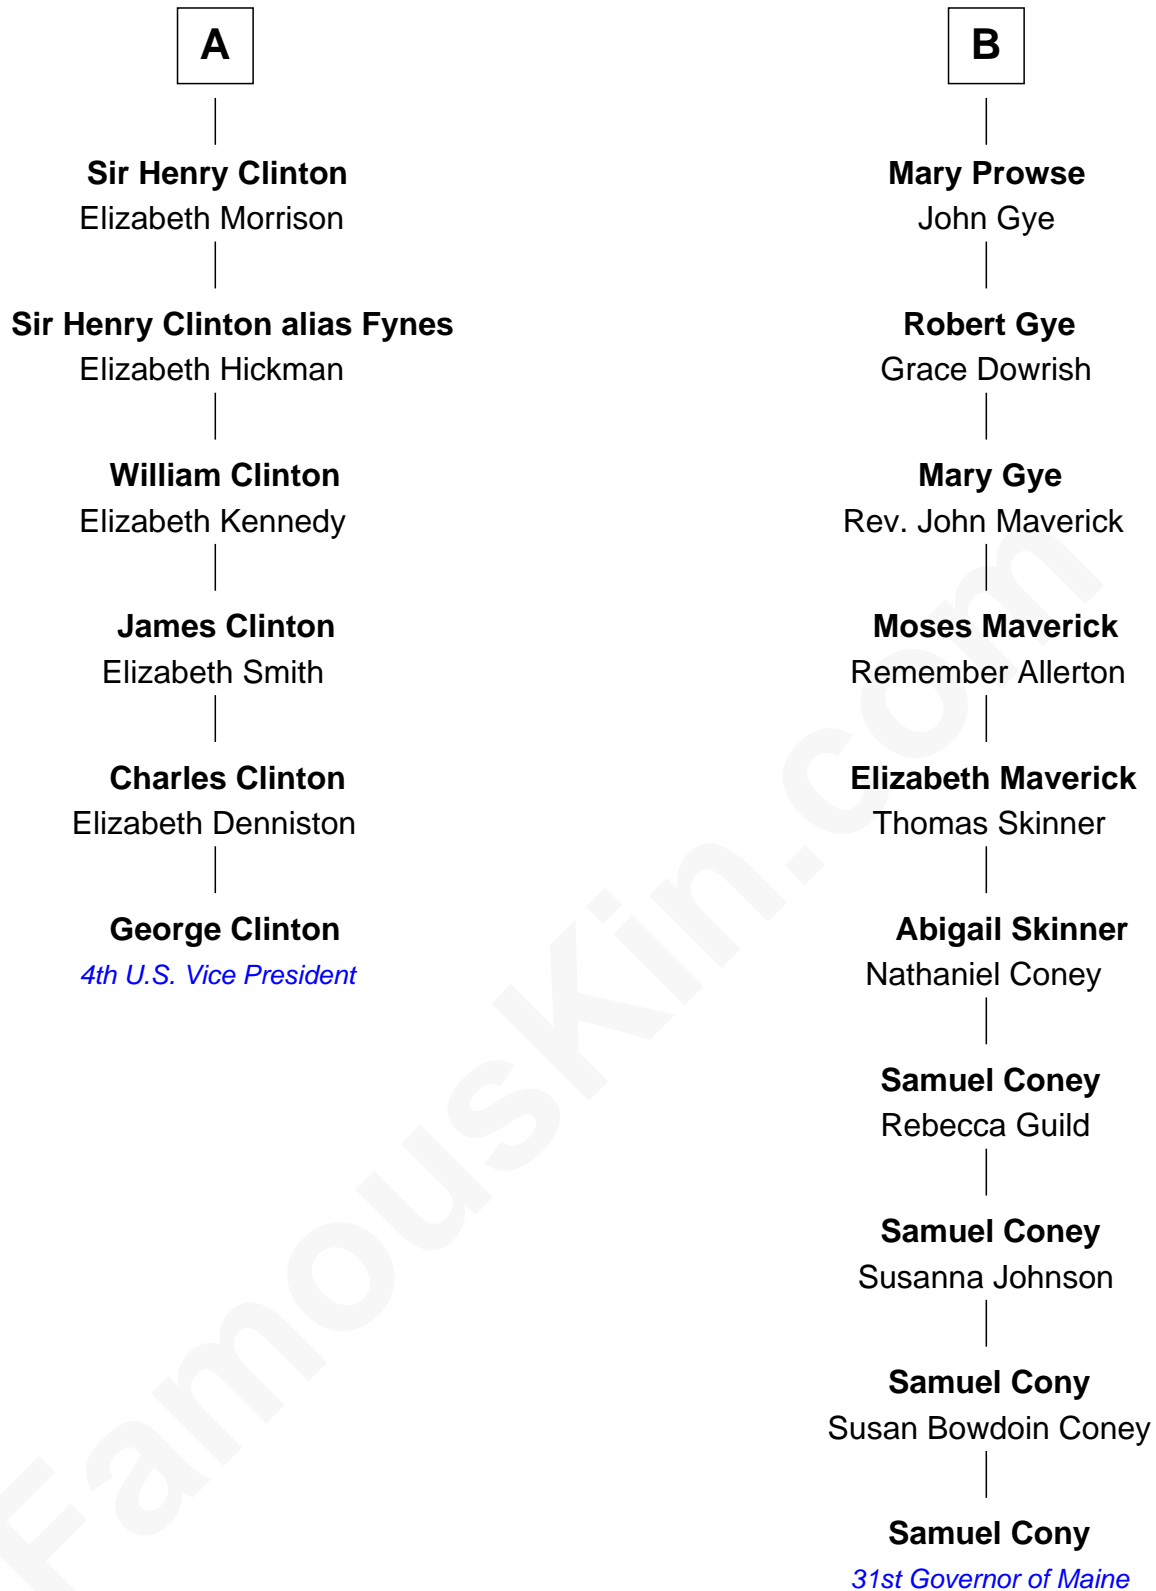 A
Sir Henry Clinton
Elizabeth Morrison
Sir Henry Clinton alias Fynes
Elizabeth Hickman
William Clinton
Elizabeth Kennedy
James Clinton
Elizabeth Smith
Charles Clinton
Elizabeth Denniston
George Clinton
4th U.S. Vice President
B
Mary Prowse
John Gye
Robert Gye
Grace Dowrish
Mary Gye
Rev. John Maverick
Moses Maverick
Remember Allerton
Elizabeth Maverick
Thomas Skinner
Abigail Skinner
Nathaniel Coney
Samuel Coney
Rebecca Guild
Samuel Coney
Susanna Johnson
Samuel Cony
Susan Bowdoin Coney
Samuel Cony
31st Governor of Maine
FamousKin.com